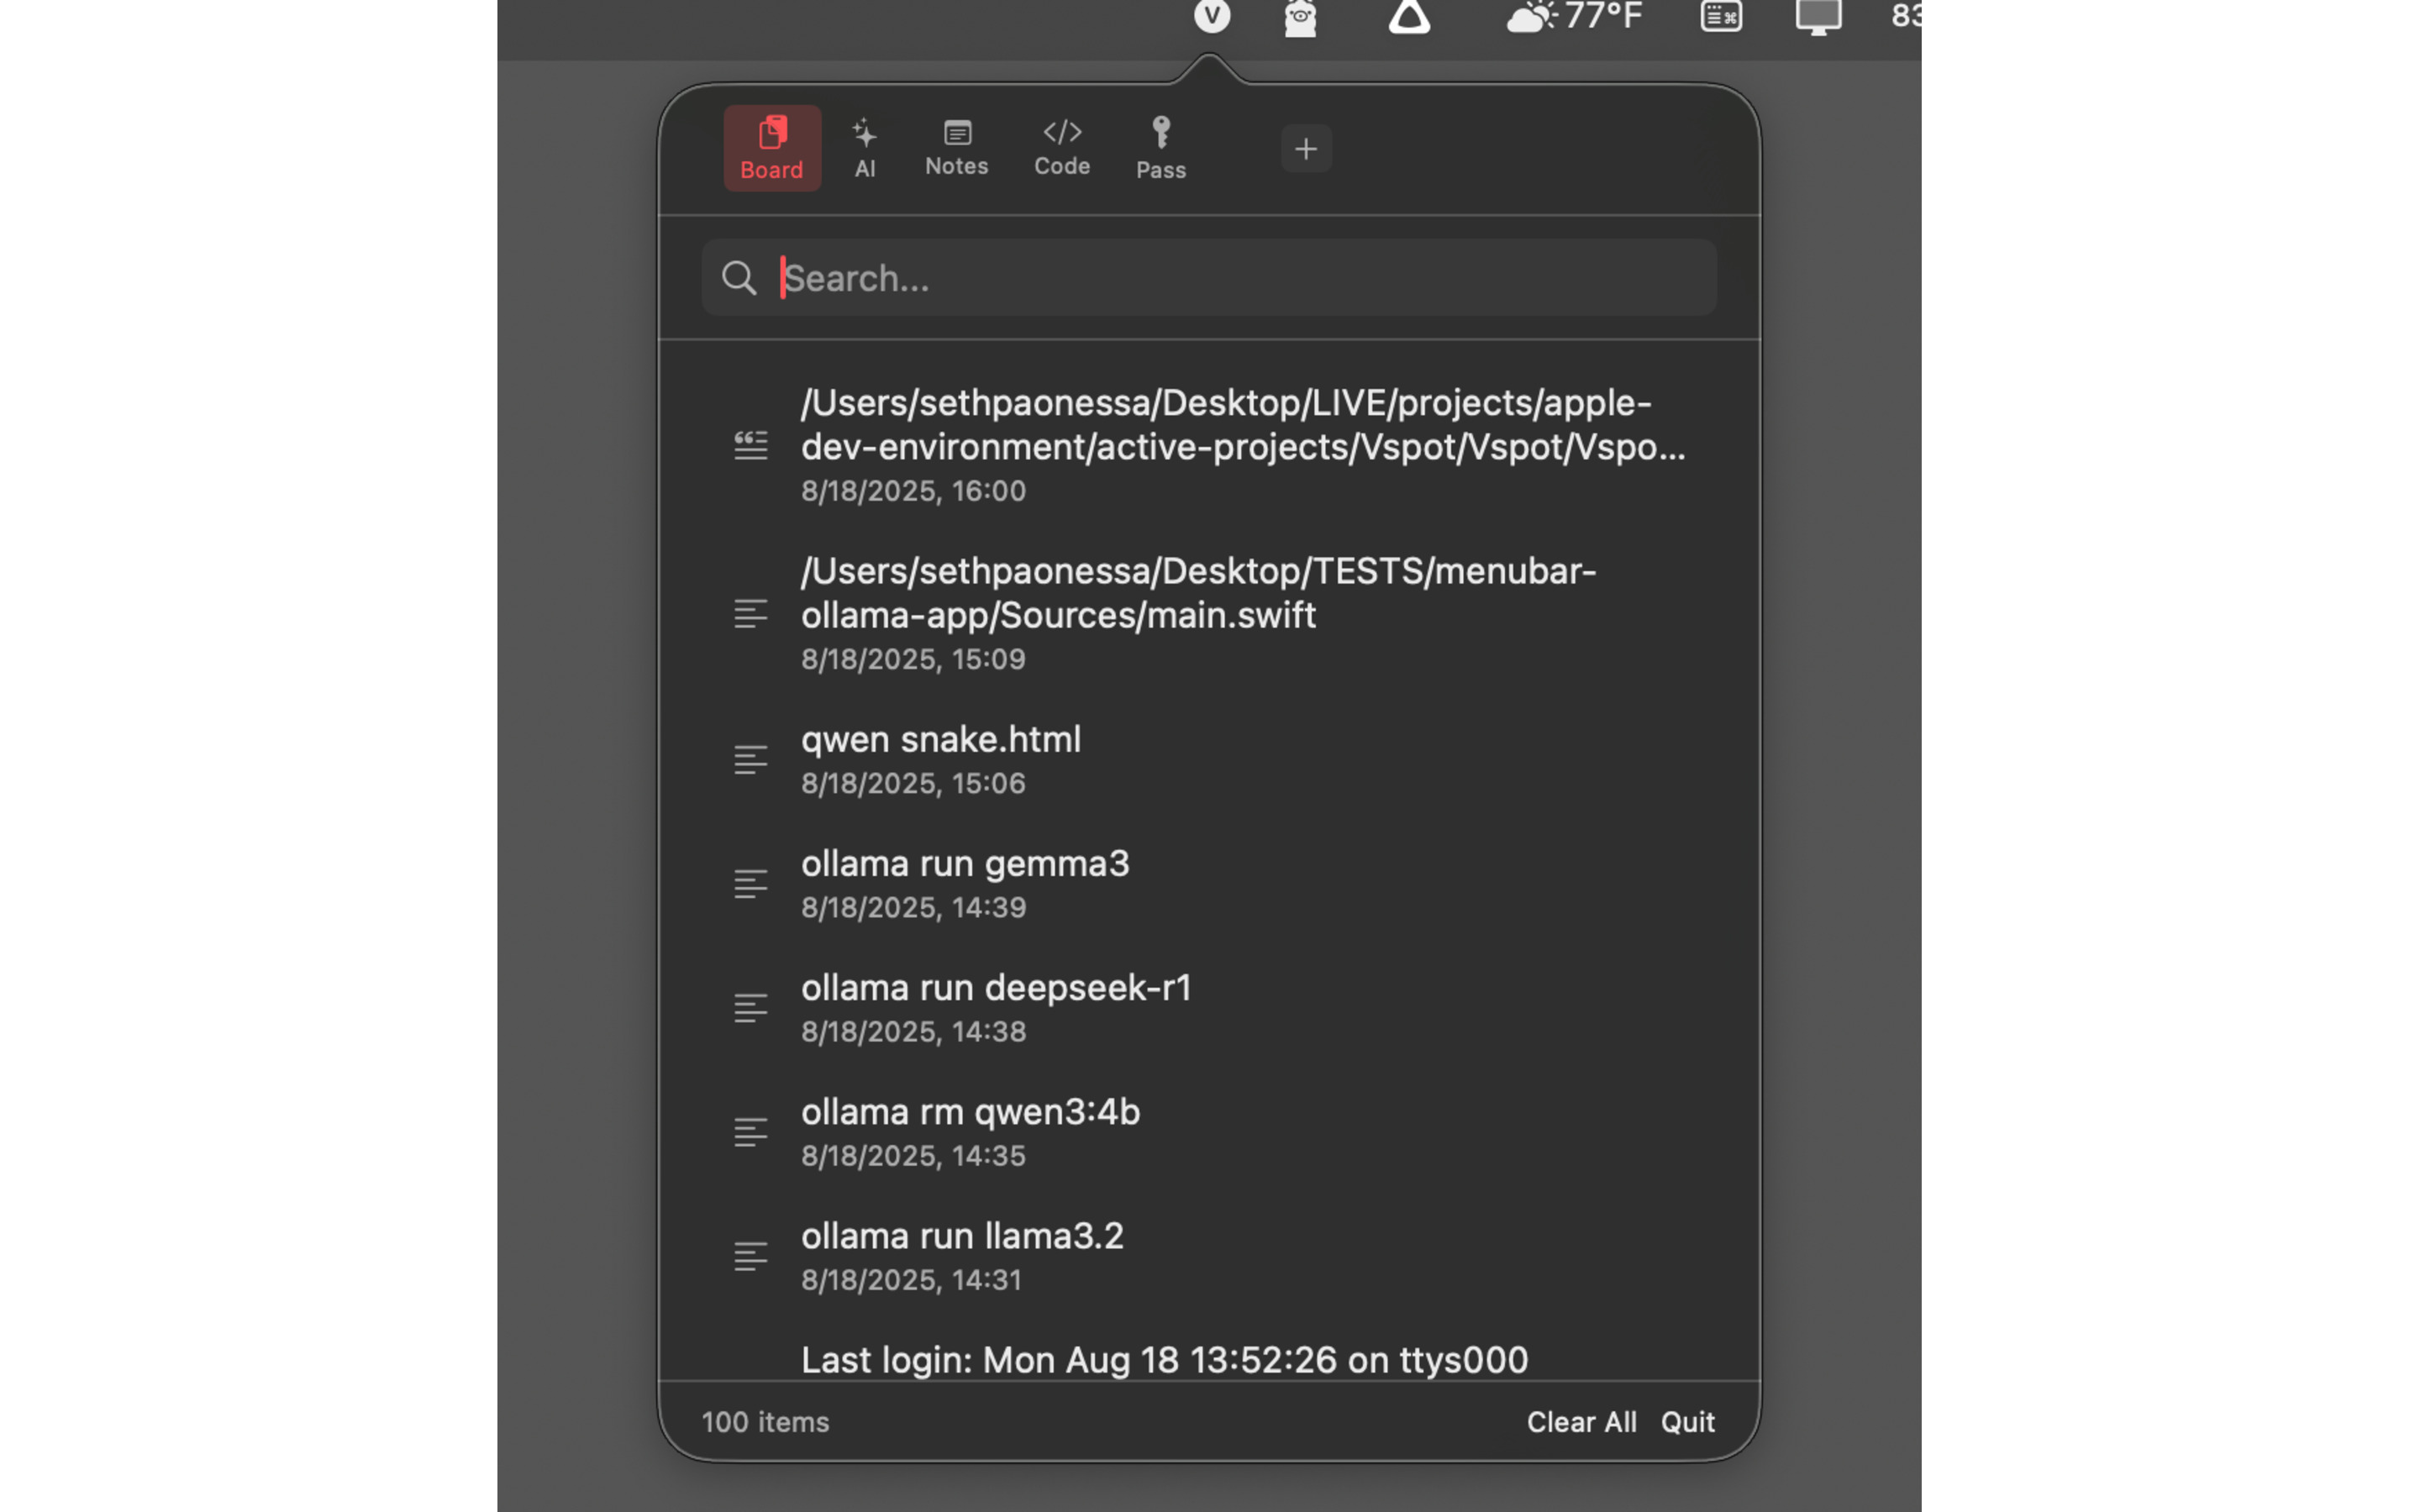 V
77°F
83
Board
AI
Notes
Code
Pass
Search...
/Users/sethpaonessa/Desktop/LIVE/projects/apple-
dev-environment/active-projects/Vspot/Vspot/Vspo...
8/18/2025, 16:00
/Users/sethpaonessa/Desktop/TESTS/menubar-
ollama-app/Sources/main.swift
8/18/2025, 15:09
qwen snake.html
8/18/2025, 15:06
ollama run gemma3
8/18/2025, 14:39
ollama run deepseek-r1
8/18/2025, 14:38
ollama rm qwen3:4b
8/18/2025, 14:35
ollama run llama3.2
8/18/2025, 14:31
Last login: Mon Aug 18 13:52:26 on ttys000
100 items
Clear All
Quit